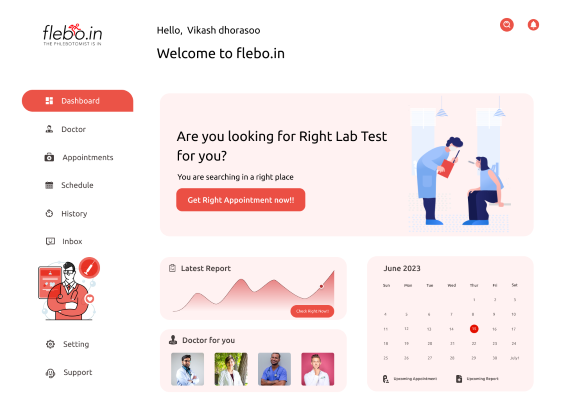 flebo.in
THE PHLEBOTOMIST IS IN
Hello, Vikash dhorasoo
Welcome to flebo.in
Dashboard
Doctor
Appointments
Schedule
History
Inbox
Setting
Support
Are you looking for Right Lab Test
for you?
You are searching in a right place
Get Right Appointment now!!
Latest Report
Check Right Now!!
Doctor for you
June 2023
Sun Mon Tue Wed Thur Fri Sat
1 2 3
4 5 6 7 8 9 10
11 12 13 14 15 16 17
18 19 20 21 22 23 24
25 26 27 28 29 30 July1
Upcoming Appointment
Upcoming Report